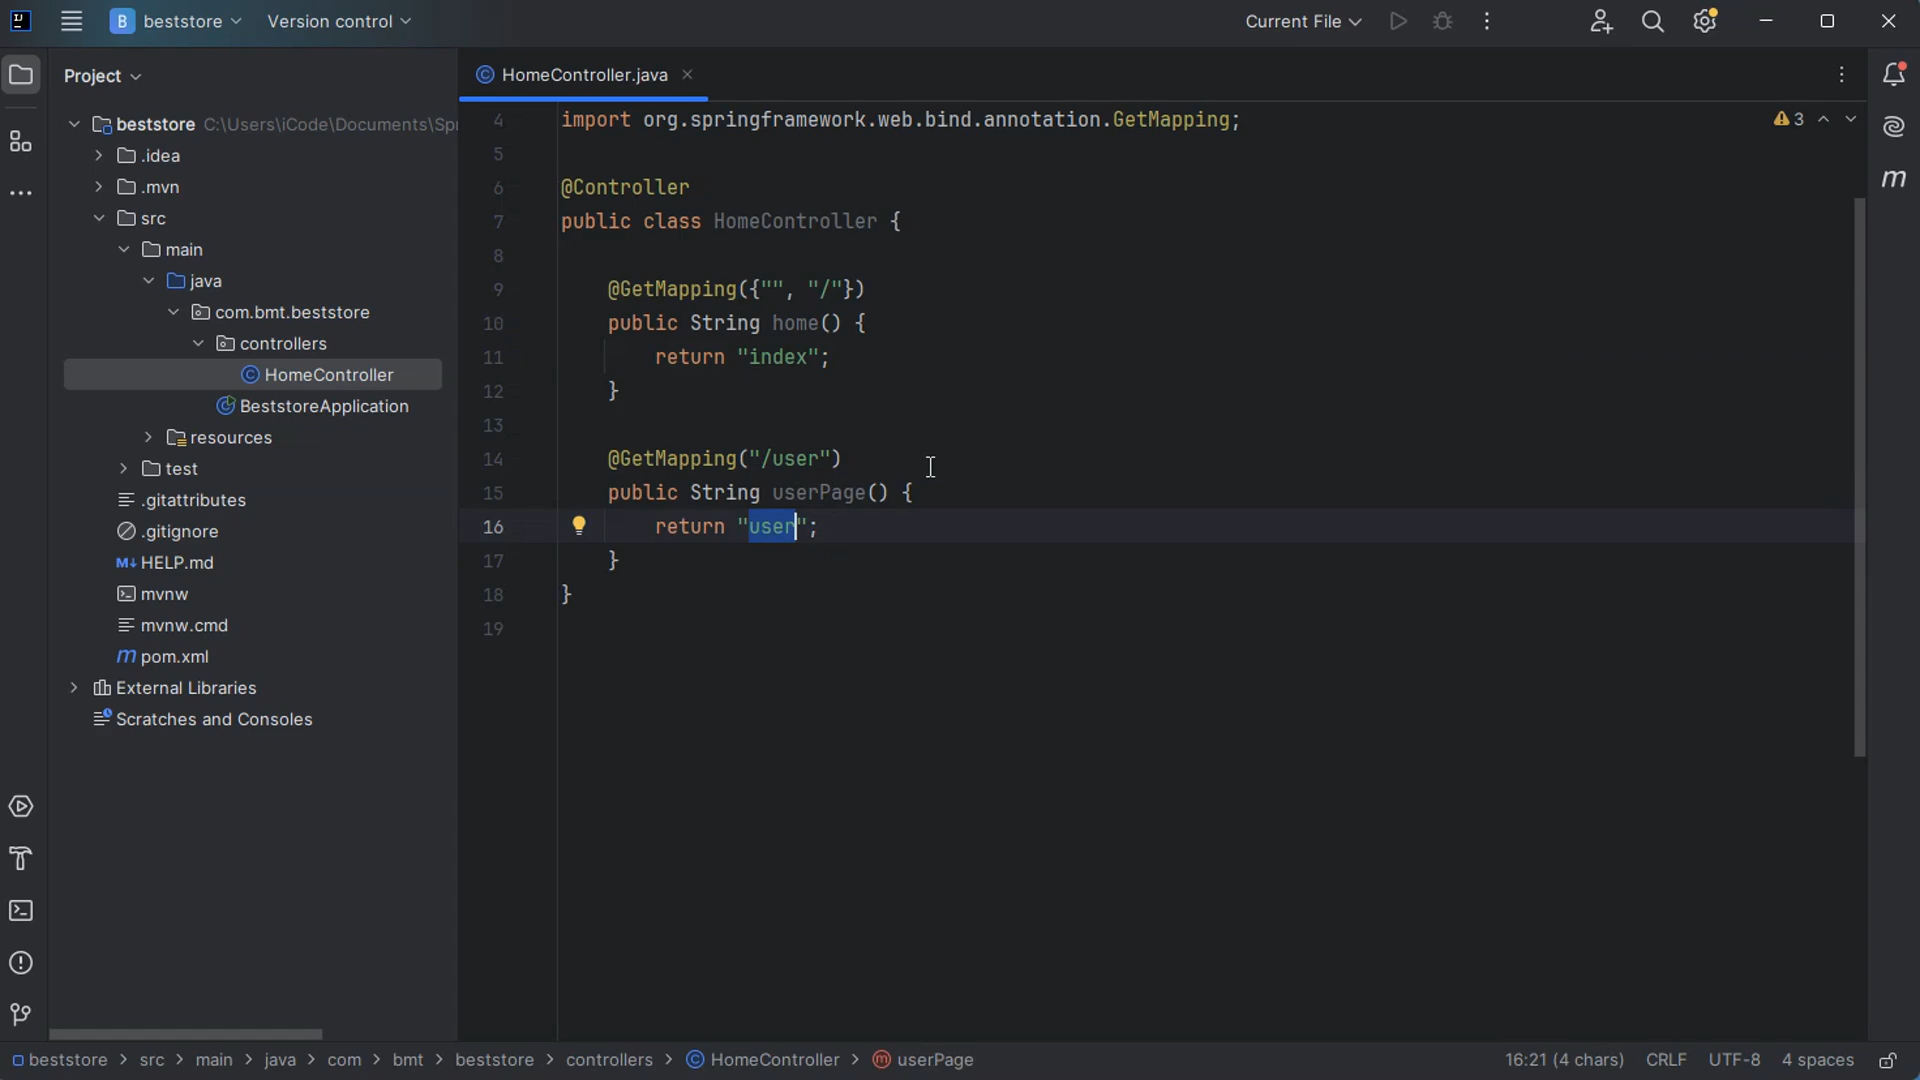 beststore
Version control
Current File
Project
HomeController.java
beststore C:\Users\iCode\Documents\Sp
.idea
.mvn
src
main
java
com.bmt.beststore
controllers
HomeController
BeststoreApplication
resources
test
.gitattributes
.gitignore
HELP.md
mvnw
mvnw.cmd
pom.xml
External Libraries
Scratches and Consoles
4 import org.springframework.web.bind.annotation.GetMapping;
3
5
6 @Controller
7 public class HomeController {
8
9 @GetMapping({"", "/"})
10 public String home() {
11 return "index";
12 }
13
14 @GetMapping("/user")
15 public String userPage() {
16 return "user";
17 }
18 }
19
beststore > src > main > java > com > bmt > beststore > controllers > HomeController > userPage
16:21 (4 chars) CRLF UTF-8 4 spaces